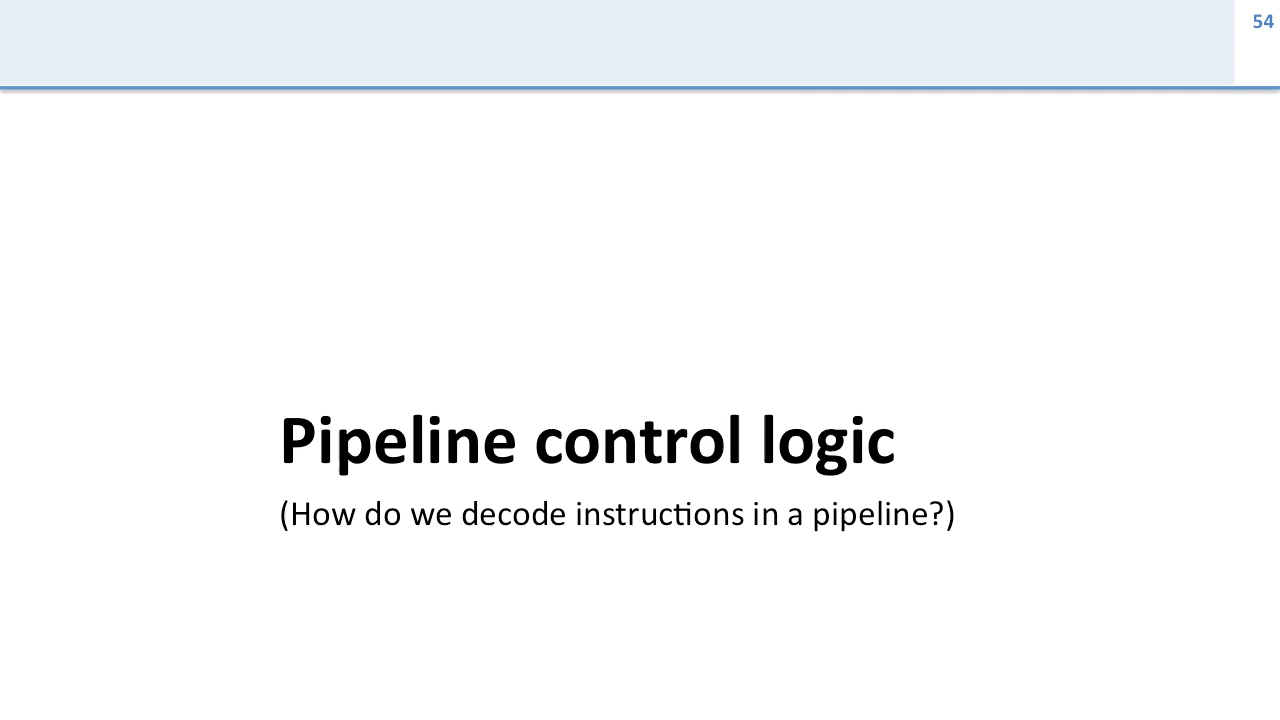 54
Pipeline control logic
(How do we decode instructions in a pipeline?)